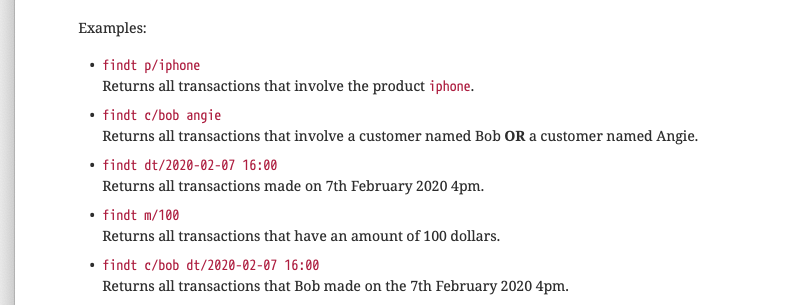 Examples:
• findt p/iphone
Returns all transactions that involve the product iphone.
• findt c/bob angie
Returns all transactions that involve a customer named Bob OR a customer named Angie.
• findt dt/2020-02-07 16:00
Returns all transactions made on 7th February 2020 4pm.
• findt m/100
Returns all transactions that have an amount of 100 dollars.
• findt c/bob dt/2020-02-07 16:00
Returns all transactions that Bob made on the 7th February 2020 4pm.